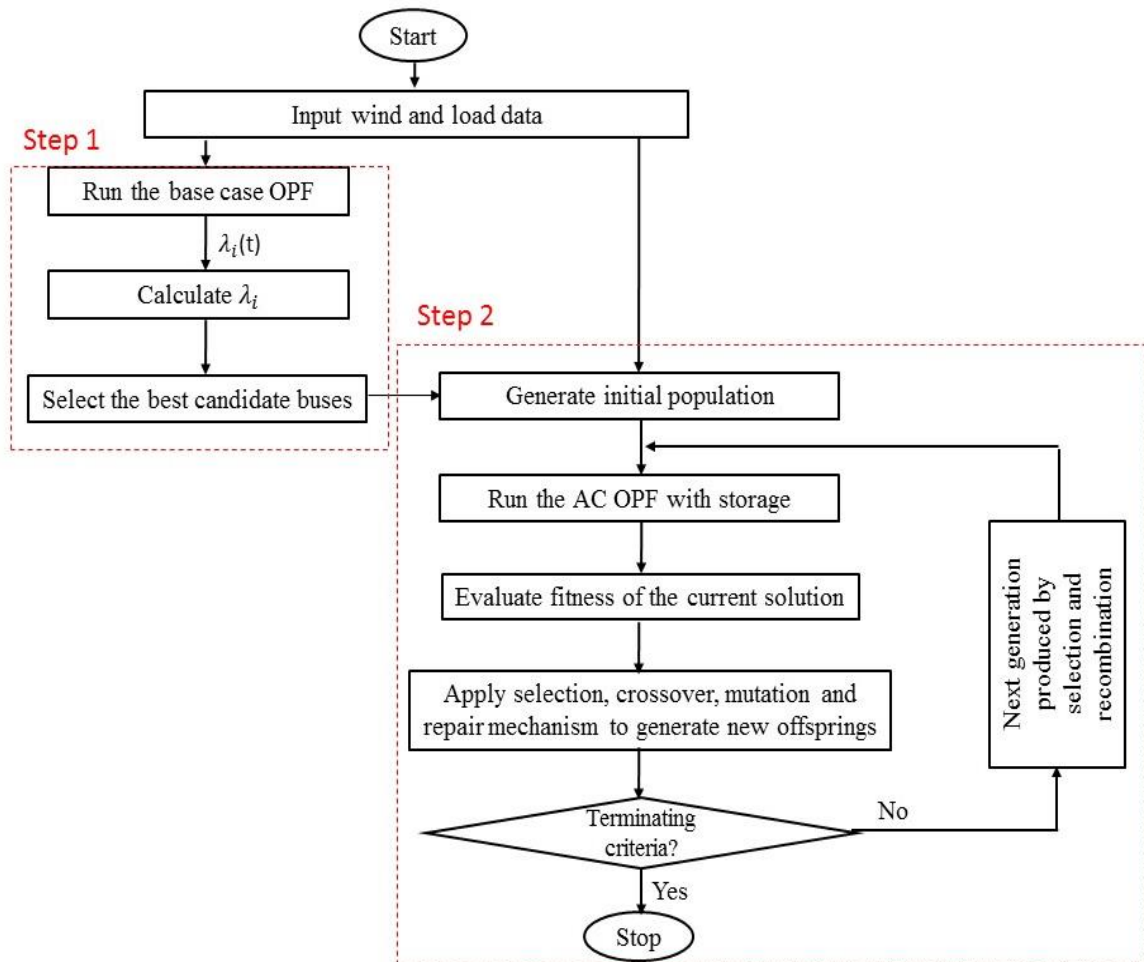 Start
Input wind and load data
Step 1
Run the base case OPF
λᵢ(t)
Calculate λᵢ
Select the best candidate buses
Step 2
Generate initial population
Run the AC OPF with storage
Evaluate fitness of the current solution
Apply selection, crossover, mutation and
repair mechanism to generate new offsprings
Terminating
criteria?
No
Next generation
produced by
selection and
recombination
Yes
Stop